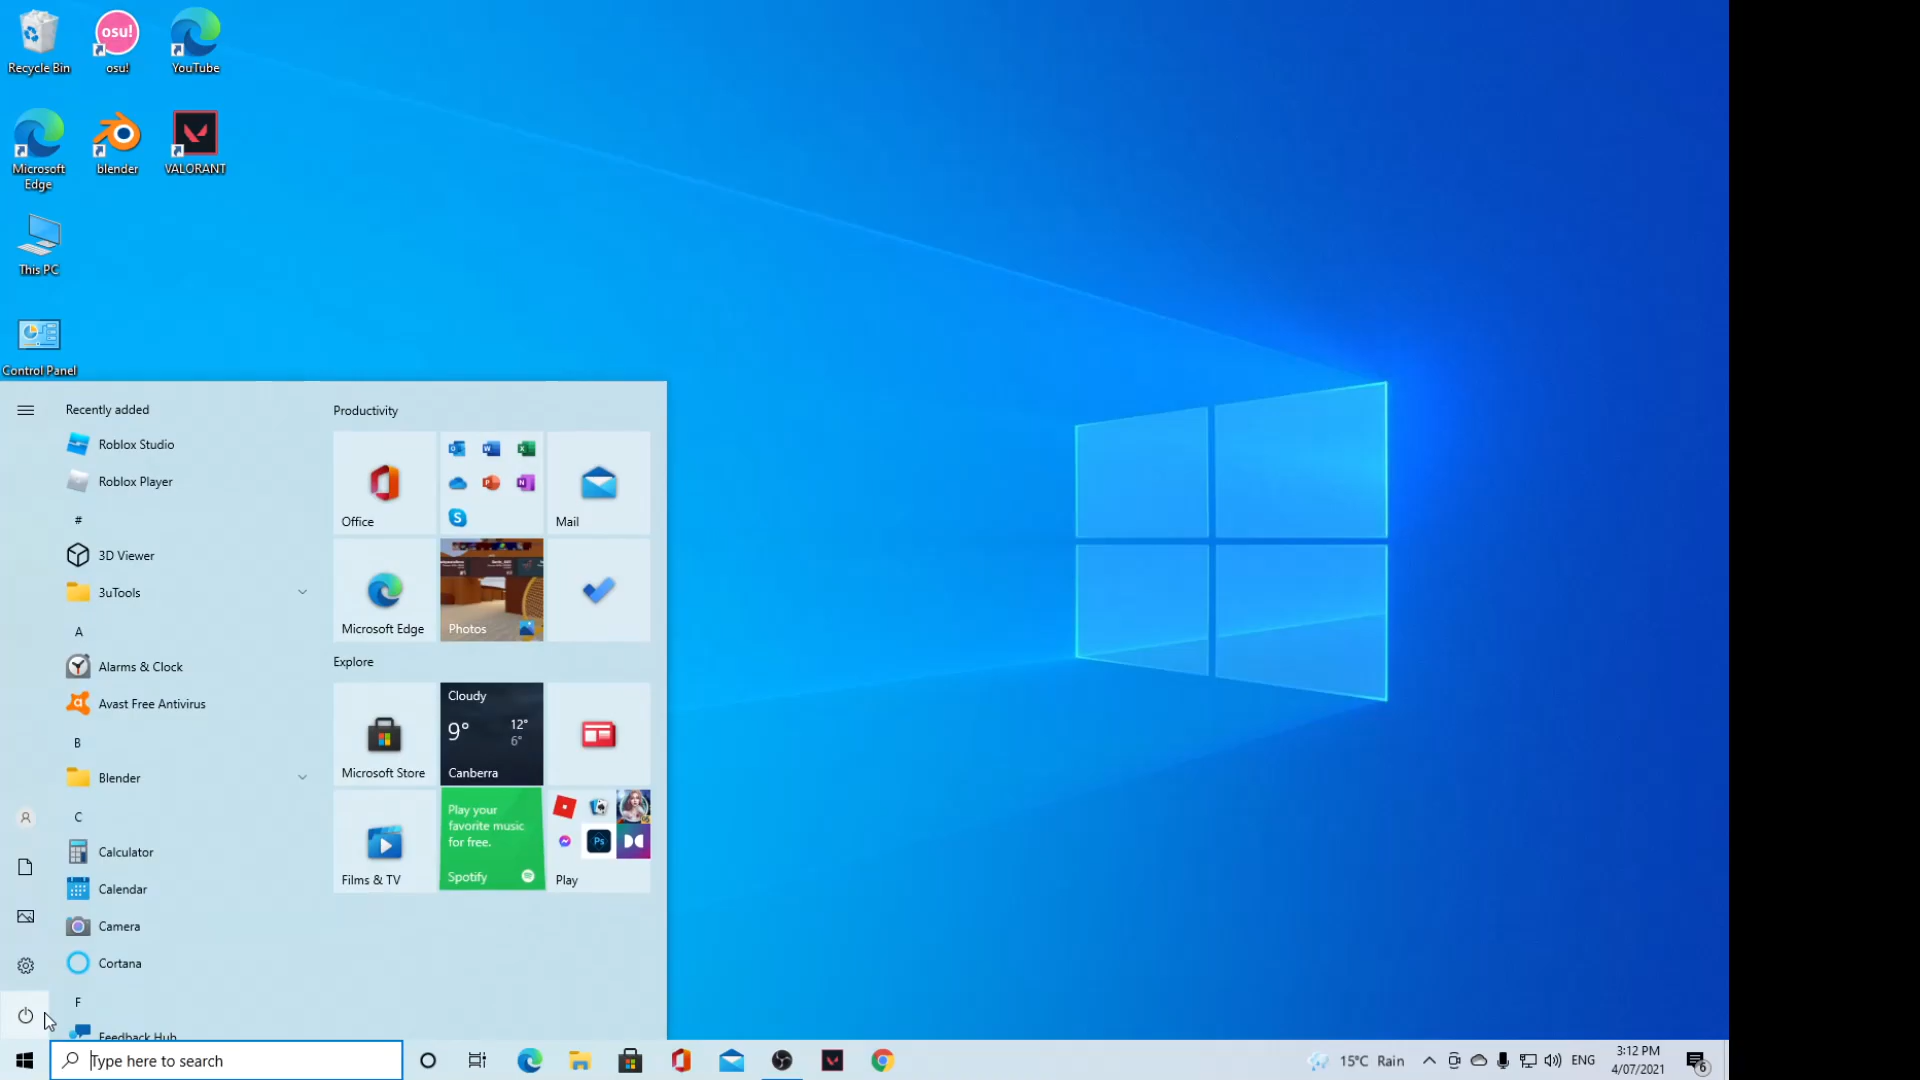 Recycle Bin
osu!
osu!
YouTube
Microsoft
Edge
blender
VALORANT
This PC
Control Panel
Recently added
Roblox Studio
Roblox Player
#
3D Viewer
3uTools
A
Alarms & Clock
Avast Free Antivirus
B
Blender
C
Calculator
Calendar
Camera
Cortana
F
Feedback Hub
Productivity
Office
Mail
Microsoft Edge
Photos
Explore
Microsoft Store
Cloudy
9°
12°
6°
Canberra
Films & TV
Play your
favorite music
for free.
Spotify
Ps
Play
Type here to search
15°C Rain
ENG
3:12 PM
4/07/2021
6